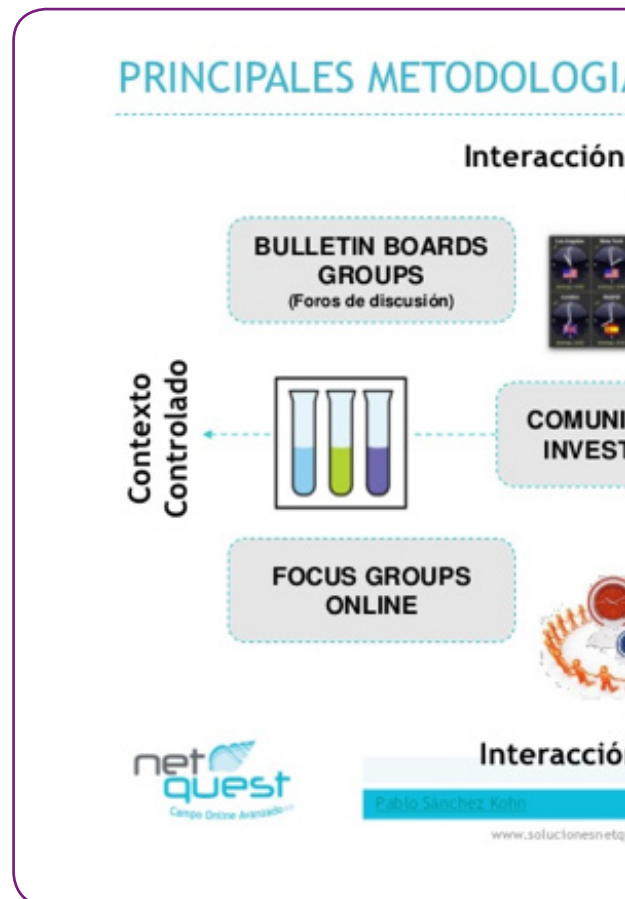 PRINCIPALES METODOLOGIA
Interacción
BULLETIN BOARDS
GROUPS
(Foros de discusión)
Contexto
Controlado
COMUNI
INVEST
FOCUS GROUPS
ONLINE
net
quest
Campo Online Avanzado
Interacción
Pablo Sánchez Kohn
www.solucionesnetq